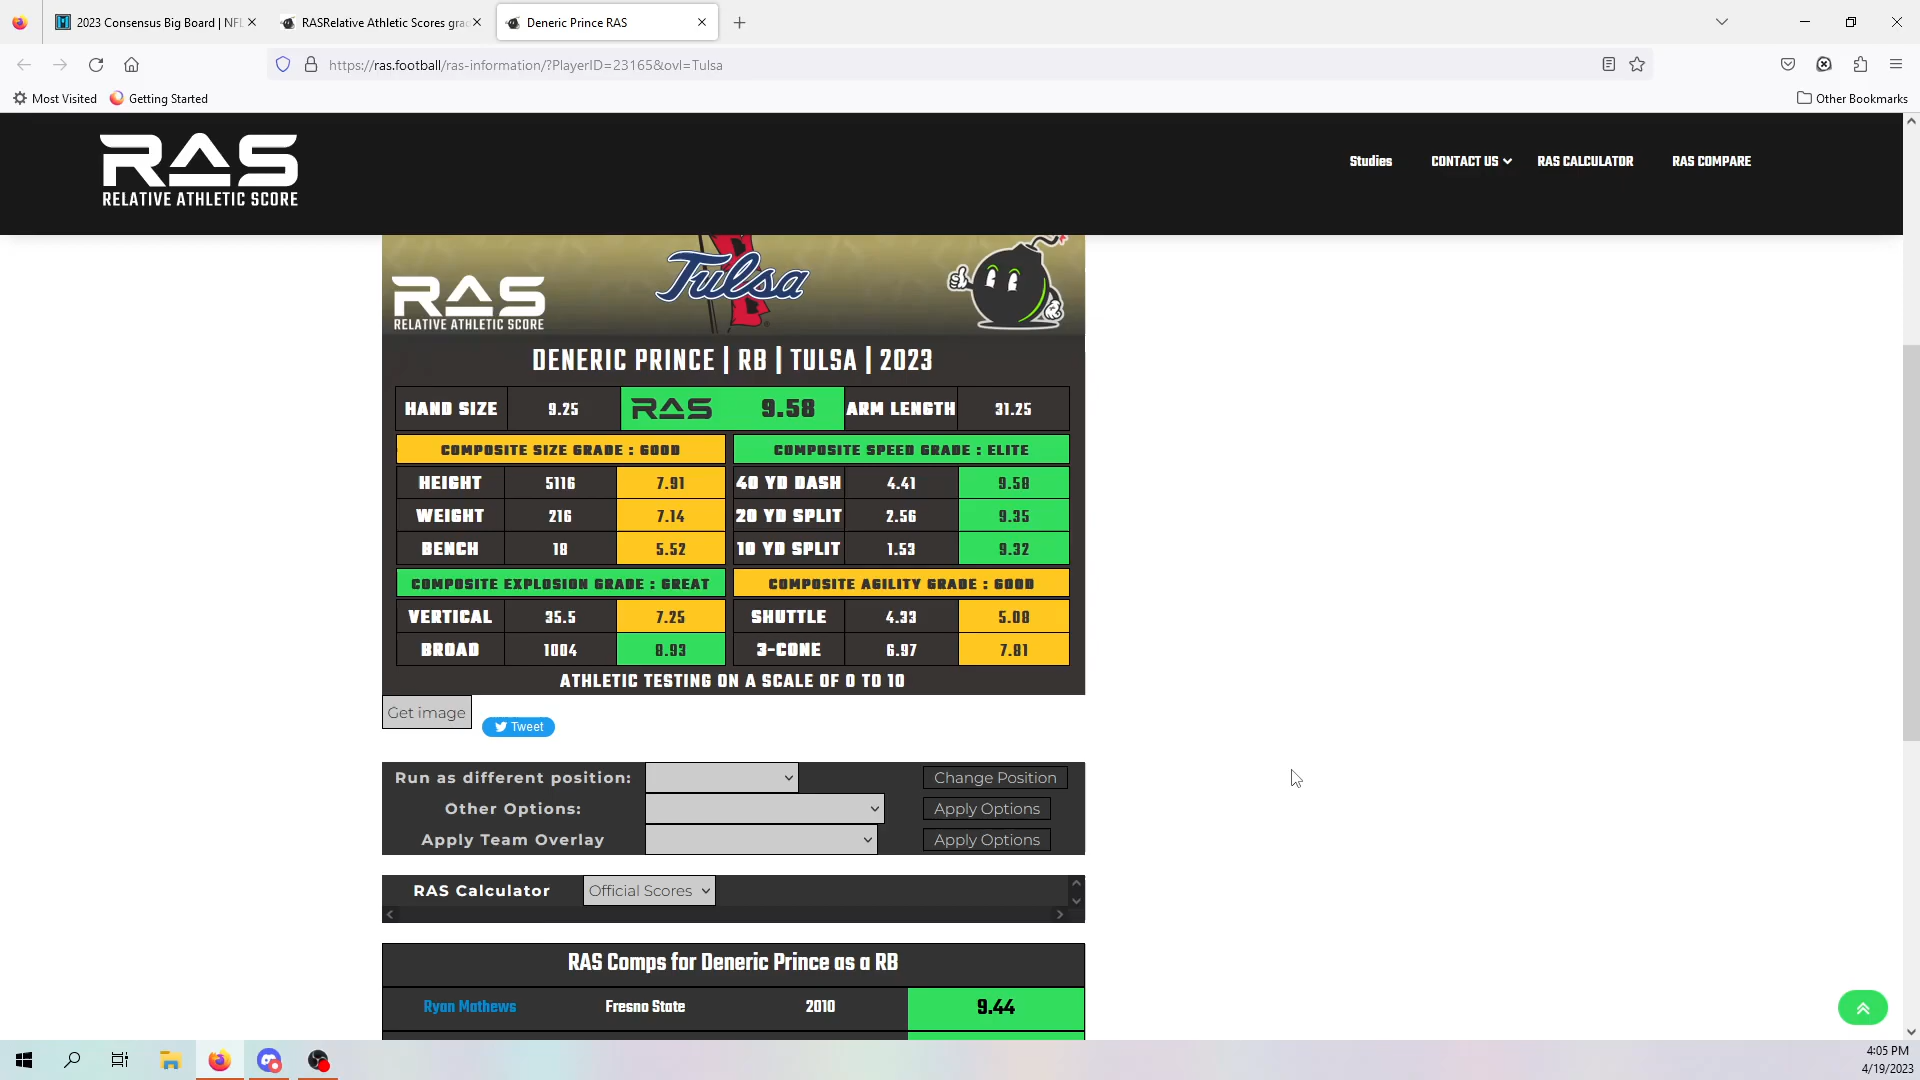 2023 Consensus Big Board | NFL
RASRelative Athletic Scores grad
Deneric Prince RAS
https://ras.football/ras-information/?PlayerID=23165&ovl=Tulsa
Most Visited
Getting Started
Other Bookmarks
RAS
RELATIVE ATHLETIC SCORE
Studies
CONTACT US
RAS CALCULATOR
RAS COMPARE
RAS
RELATIVE ATHLETIC SCORE
Tulsa
DENERIC PRINCE | RB | TULSA | 2023
HAND SIZE 9.25 RAS 9.58 ARM LENGTH 31.25
COMPOSITE SIZE GRADE : GOOD COMPOSITE SPEED GRADE : ELITE
HEIGHT 5116 7.91 40 YD DASH 4.41 9.58
WEIGHT 216 7.14 20 YD SPLIT 2.56 9.35
BENCH 18 5.52 10 YD SPLIT 1.53 9.32
COMPOSITE EXPLOSION GRADE : GREAT COMPOSITE AGILITY GRADE : GOOD
VERTICAL 35.5 7.25 SHUTTLE 4.33 5.08
BROAD 1004 8.93 3-CONE 6.97 7.81
ATHLETIC TESTING ON A SCALE OF 0 TO 10
Get image
Tweet
Run as different position: Change Position
Other Options: Apply Options
Apply Team Overlay Apply Options
RAS Calculator Official Scores
RAS Comps for Deneric Prince as a RB
Ryan Mathews Fresno State 2010 9.44
4:05 PM
4/19/2023